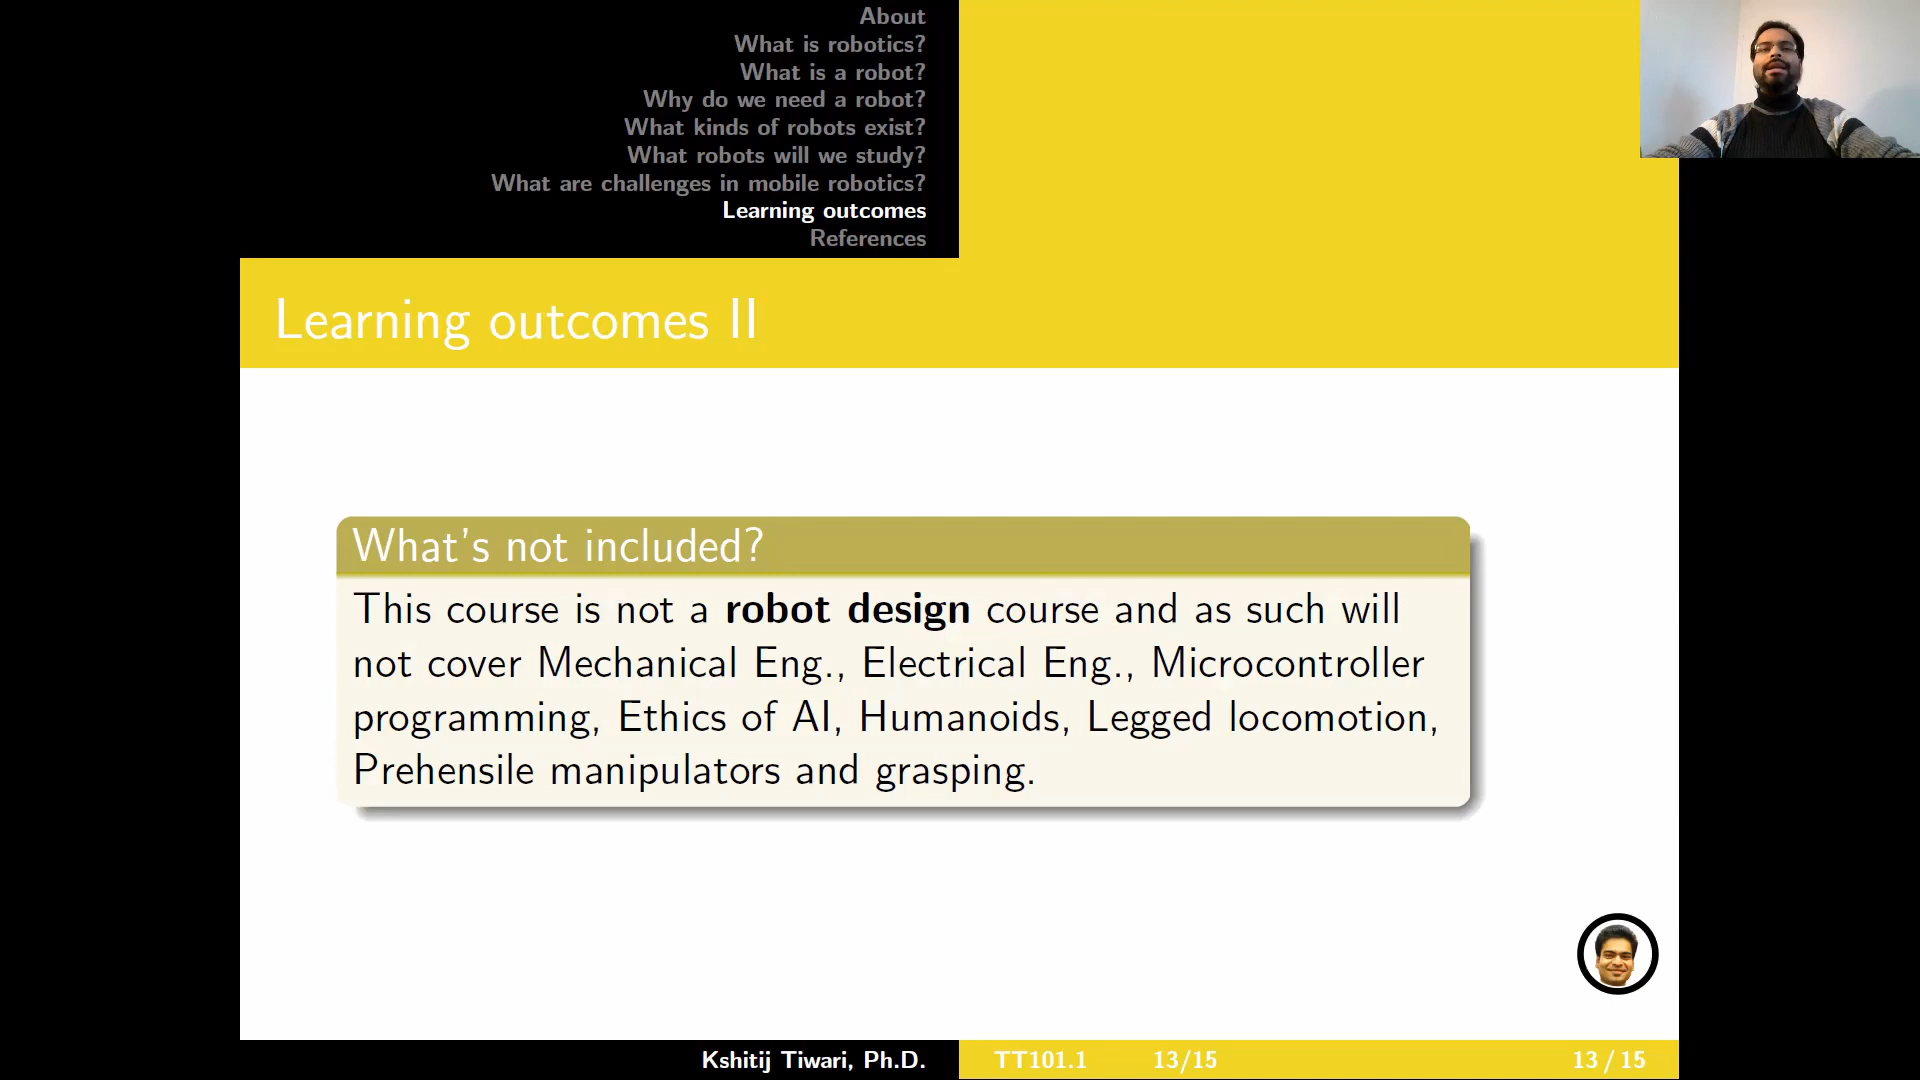 About
What is robotics?
What is a robot?
Why do we need a robot?
What kinds of robots exist?
What robots will we study?
What are challenges in mobile robotics?
Learning outcomes
References
Learning outcomes II
What's not included?
This course is not a robot design course and as such will
not cover Mechanical Eng., Electrical Eng., Microcontroller
programming, Ethics of AI, Humanoids, Legged locomotion,
Prehensile manipulators and grasping.
Kshitij Tiwari, Ph.D. TT101.1 13/15 13 / 15